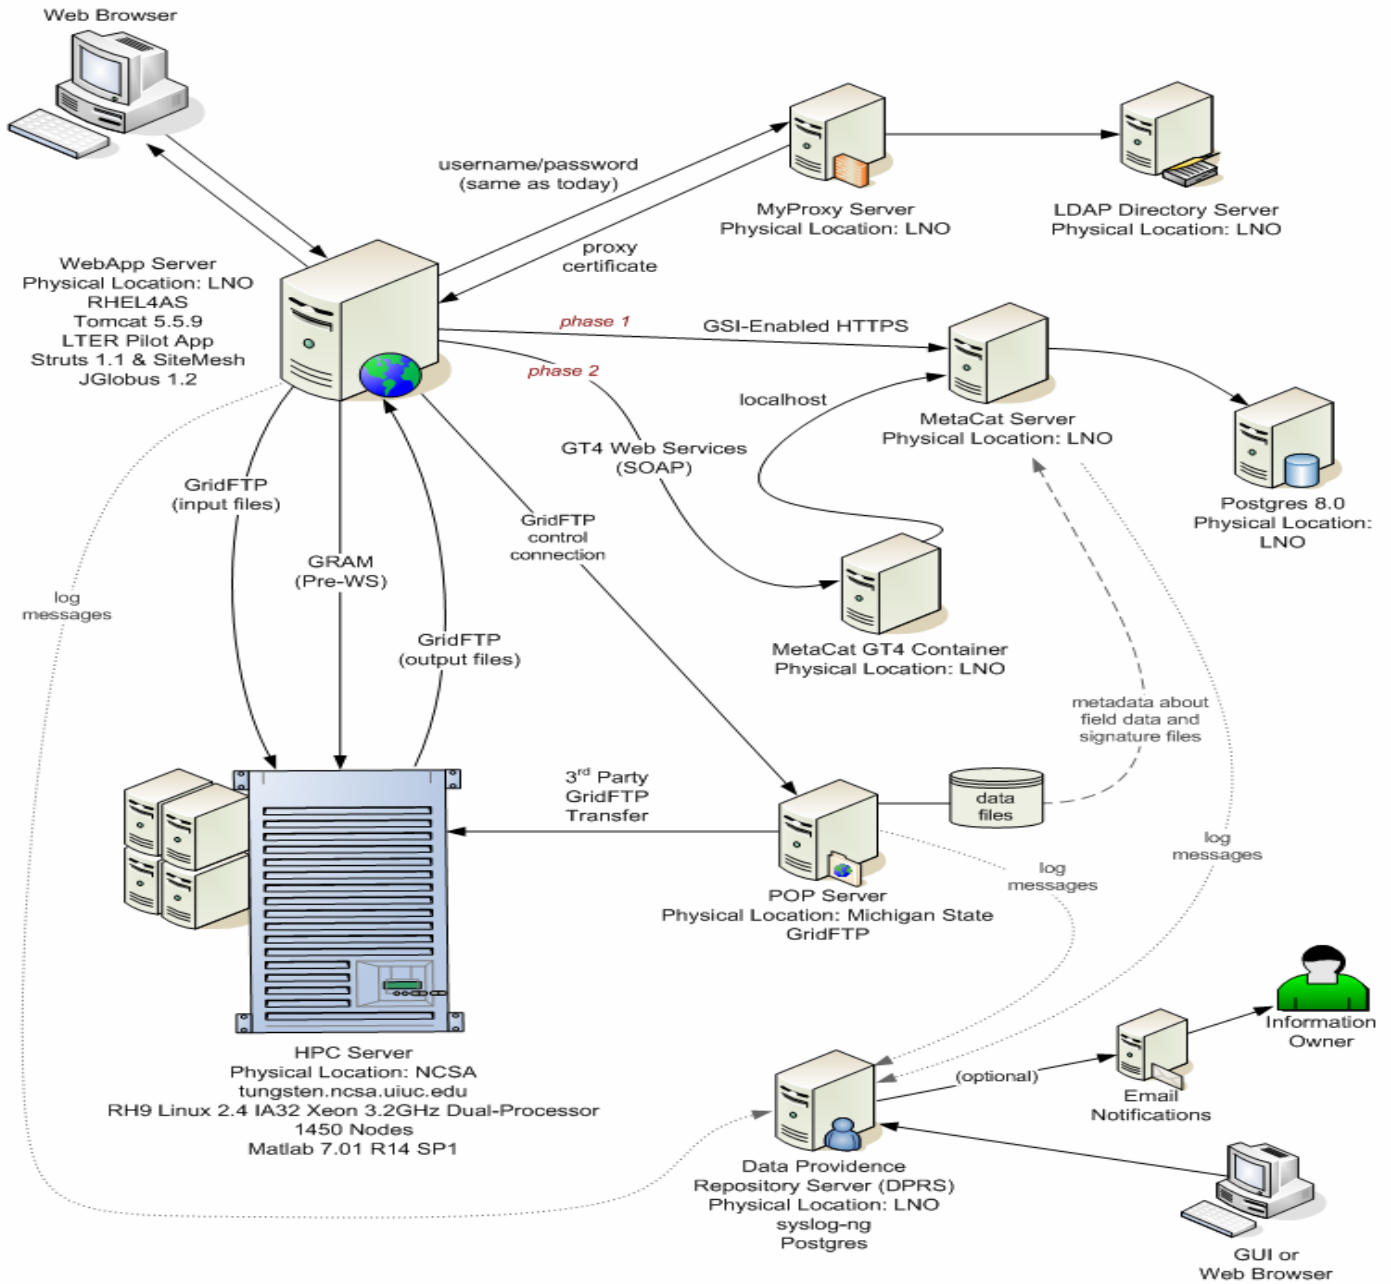 Web Browser
username/password
(same as today)
MyProxy Server
Physical Location: LNO
LDAP Directory Server
Physical Location: LNO
proxy
certificate
WebApp Server
Physical Location: LNO
RHEL4AS
Tomcat 5.5.9
LTER Pilot App
Struts 1.1 & SiteMesh
JGlobus 1.2
phase 1
GSI-Enabled HTTPS
phase 2
localhost
MetaCat Server
Physical Location: LNO
GT4 Web Services
(SOAP)
GridFTP
(input files)
GridFTP
control
connection
Postgres 8.0
Physical Location:
LNO
GRAM
(Pre-WS)
log
messages
GridFTP
(output files)
MetaCat GT4 Container
Physical Location: LNO
metadata about
field data and
signature files
3rd Party
GridFTP
Transfer
data
files
log
messages
log
messages
POP Server
Physical Location: Michigan State
GridFTP
Information
Owner
HPC Server
Physical Location: NCSA
tungsten.ncsa.uiuc.edu
RH9 Linux 2.4 IA32 Xeon 3.2GHz Dual-Processor
1450 Nodes
Matlab 7.01 R14 SP1
(optional)
Email
Notifications
Data Providence
Repository Server (DPRS)
Physical Location: LNO
syslog-ng
Postgres
GUI or
Web Browser